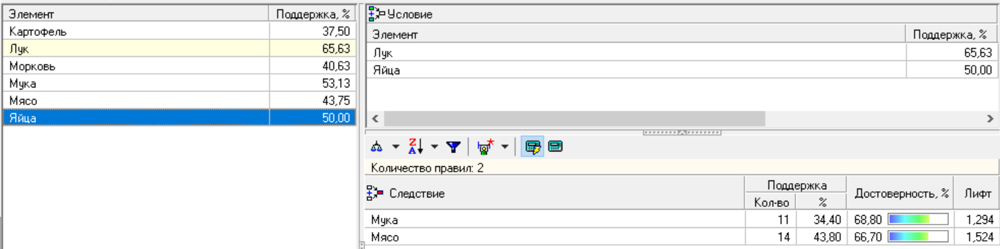 Элемент Поддержка, %
Картофель 37,50
Лук 65,63
Морковь 40,63
Мука 53,13
Мясо 43,75
Яйца 50,00
Условие
Элемент Поддержка, %
Лук 65,63
Яйца 50,00
Количество правил: 2
Следствие Поддержка Достоверность, % Лифт
Кол-во %
Мука 11 34,40 68,80 1,294
Мясо 14 43,80 66,70 1,524